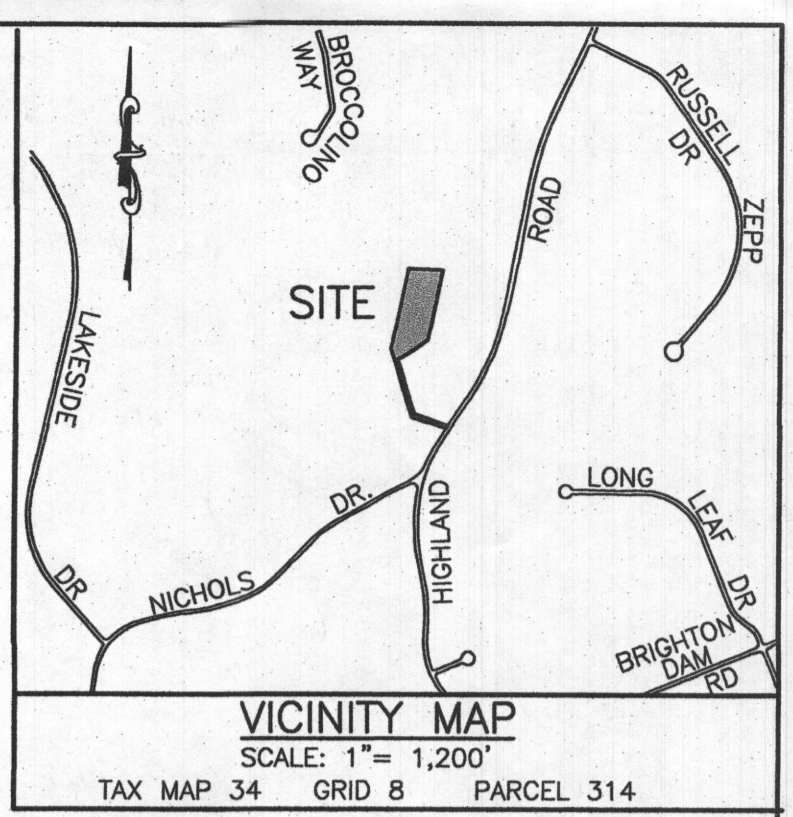 BROCCOLINO
WAY
RUSSELL
DR
ZEPP
ROAD
SITE
LAKESIDE
DR
LONG
LEAF
DR
DR.
NICHOLS
HIGHLAND
BRIGHTON
DAM
RD
VICINITY MAP
SCALE: 1"= 1,200'
TAX MAP 34 GRID 8 PARCEL 314